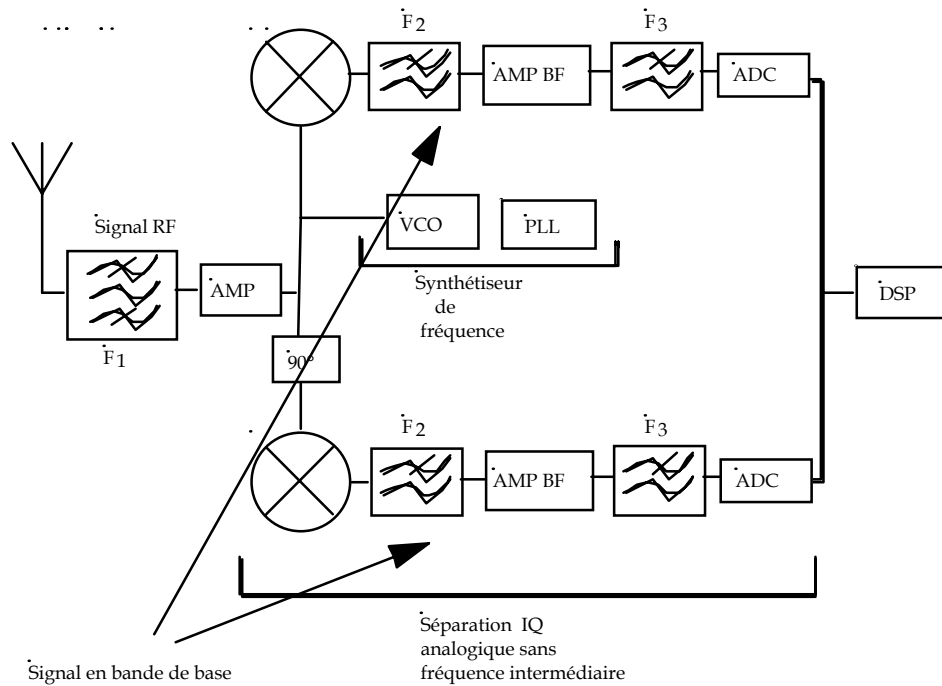 F2
F3
AMP BF
ADC
Signal RF
VCO
PLL
AMP
Synthétiseur
de
fréquence
DSP
F1
90°
F2
F3
AMP BF
ADC
Séparation IQ
analogique sans
fréquence intermédiaire
Signal en bande de base